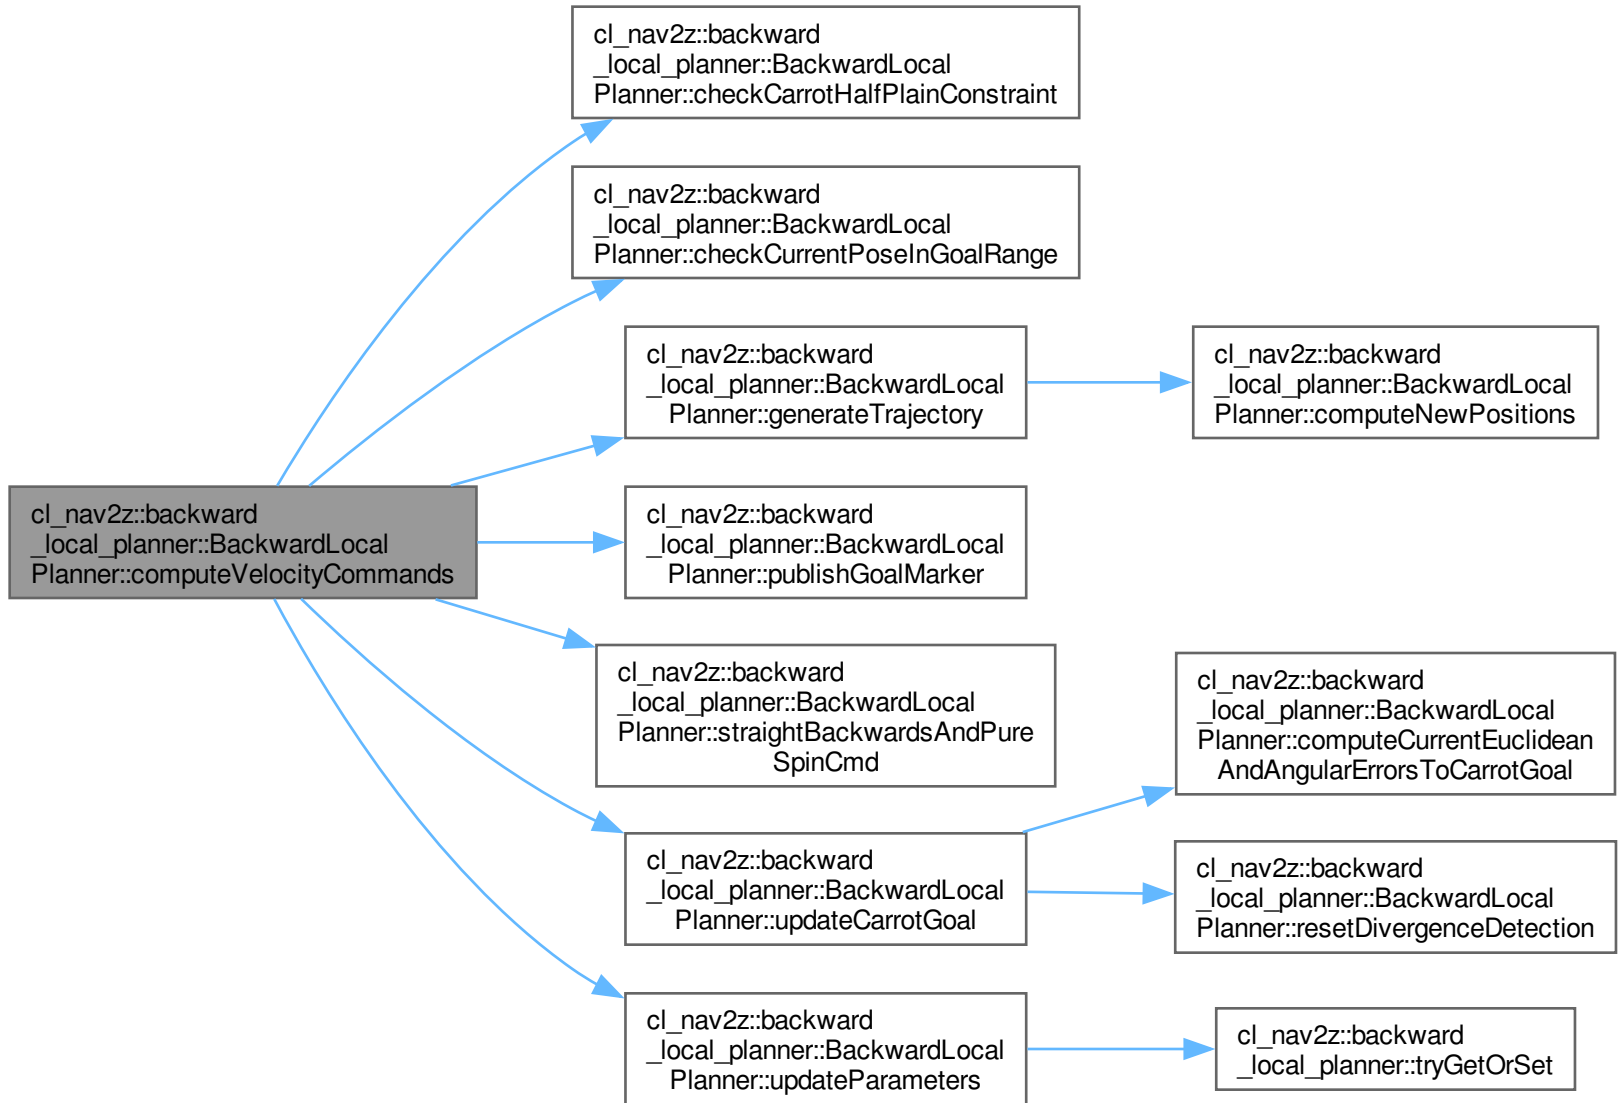 cl_nav2z::backward
_local_planner::BackwardLocal
Planner::computeVelocityCommands
cl_nav2z::backward
_local_planner::BackwardLocal
Planner::checkCarrotHalfPlainConstraint
cl_nav2z::backward
_local_planner::BackwardLocal
Planner::checkCurrentPoseInGoalRange
cl_nav2z::backward
_local_planner::BackwardLocal
Planner::generateTrajectory
cl_nav2z::backward
_local_planner::BackwardLocal
Planner::computeNewPositions
cl_nav2z::backward
_local_planner::BackwardLocal
Planner::publishGoalMarker
cl_nav2z::backward
_local_planner::BackwardLocal
Planner::straightBackwardsAndPure
SpinCmd
cl_nav2z::backward
_local_planner::BackwardLocal
Planner::updateCarrotGoal
cl_nav2z::backward
_local_planner::BackwardLocal
Planner::computeCurrentEuclidean
AndAngularErrorsToCarrotGoal
cl_nav2z::backward
_local_planner::BackwardLocal
Planner::resetDivergenceDetection
cl_nav2z::backward
_local_planner::BackwardLocal
Planner::updateParameters
cl_nav2z::backward
_local_planner::tryGetOrSet